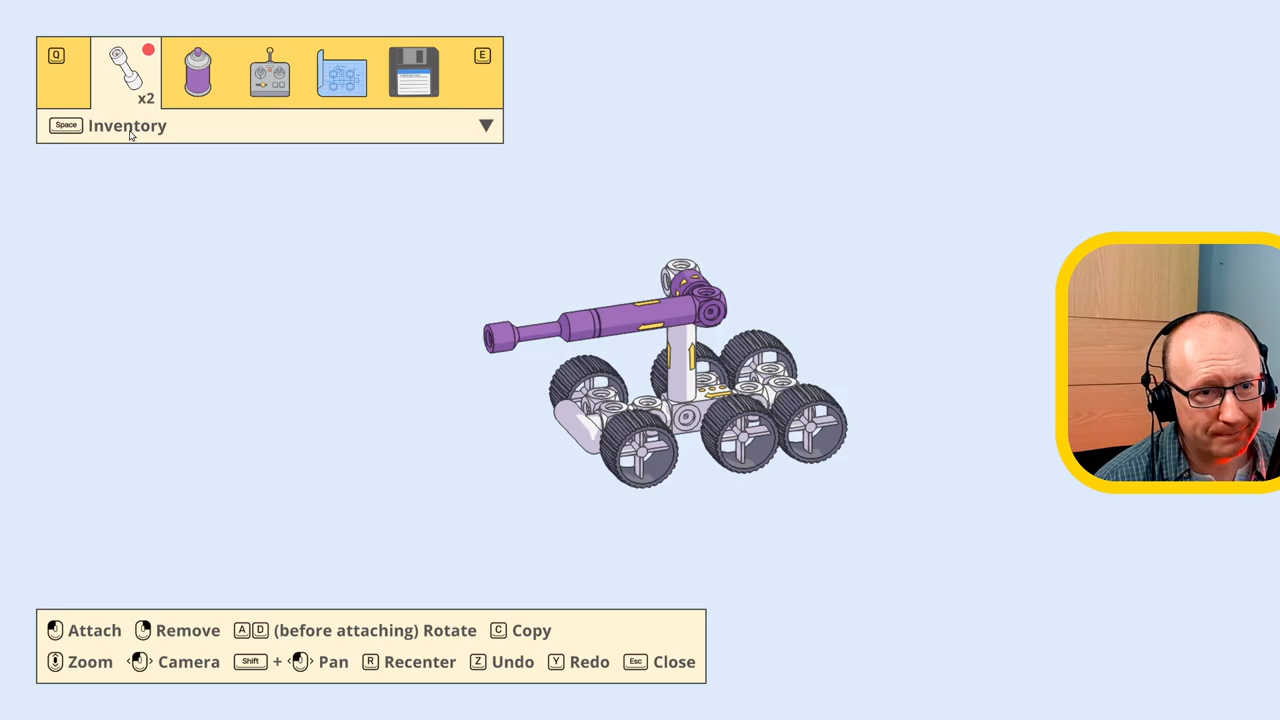 Q
x2
E
Space Inventory
Attach Remove A D (before attaching) Rotate C Copy
Zoom Camera Shift + Pan R Recenter Z Undo Y Redo Esc Close